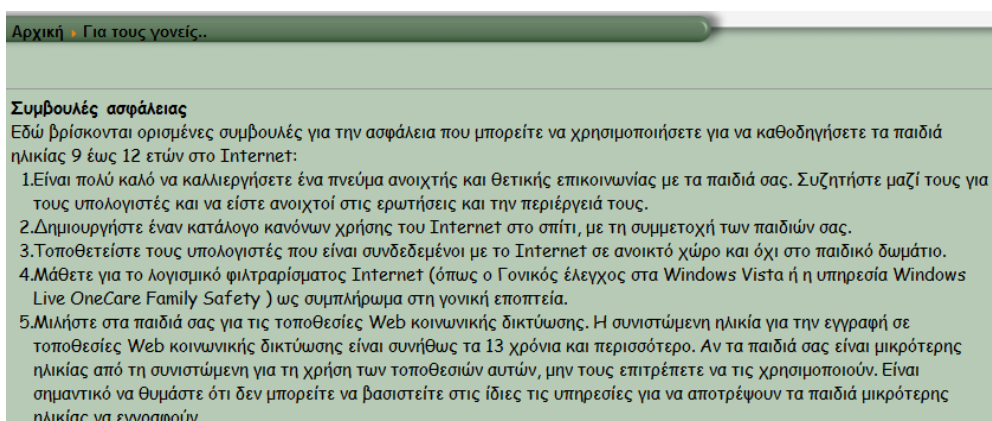 Αρχική Για τους γονείς..
Συμβουλές ασφάλειας
Εδώ βρίσκονται ορισμένες συμβουλές για την ασφάλεια που μπορείτε να χρησιμοποιήσετε για να καθοδηγήσετε τα παιδιά
ηλικίας 9 έως 12 ετών στο Internet:
1.Είναι πολύ καλό να καλλιεργήσετε ένα πνεύμα ανοιχτής και θετικής επικοινωνίας με τα παιδιά σας. Συζητήστε μαζί τους για
τους υπολογιστές και να είστε ανοιχτοί στις ερωτήσεις και την περιέργειά τους.
2.Δημιουργήστε έναν κατάλογο κανόνων χρήσης του Internet στο σπίτι, με τη συμμετοχή των παιδιών σας.
3.Τοποθετείστε τους υπολογιστές που είναι συνδεδεμένοι με το Internet σε ανοικτό χώρο και όχι στο παιδικό δωμάτιο.
4.Μάθετε για το λογισμικό φιλτραρίσματος Internet (όπως ο Γονικός έλεγχος στα Windows Vista ή η υπηρεσία Windows
Live OneCare Family Safety ) ως συμπλήρωμα στη γονική εποπτεία.
5.Μιλήστε στα παιδιά σας για τις τοποθεσίες Web κοινωνικής δικτύωσης. Η συνιστώμενη ηλικία για την εγγραφή σε
τοποθεσίες Web κοινωνικής δικτύωσης είναι συνήθως τα 13 χρόνια και περισσότερο. Αν τα παιδιά σας είναι μικρότερης
ηλικίας από τη συνιστώμενη για τη χρήση των τοποθεσιών αυτών, μην τους επιτρέπετε να τις χρησιμοποιούν. Είναι
σημαντικό να θυμάστε ότι δεν μπορείτε να βασιστείτε στις ίδιες τις υπηρεσίες για να αποτρέψουν τα παιδιά μικρότερης
ηλικίας να εγγραφούν.